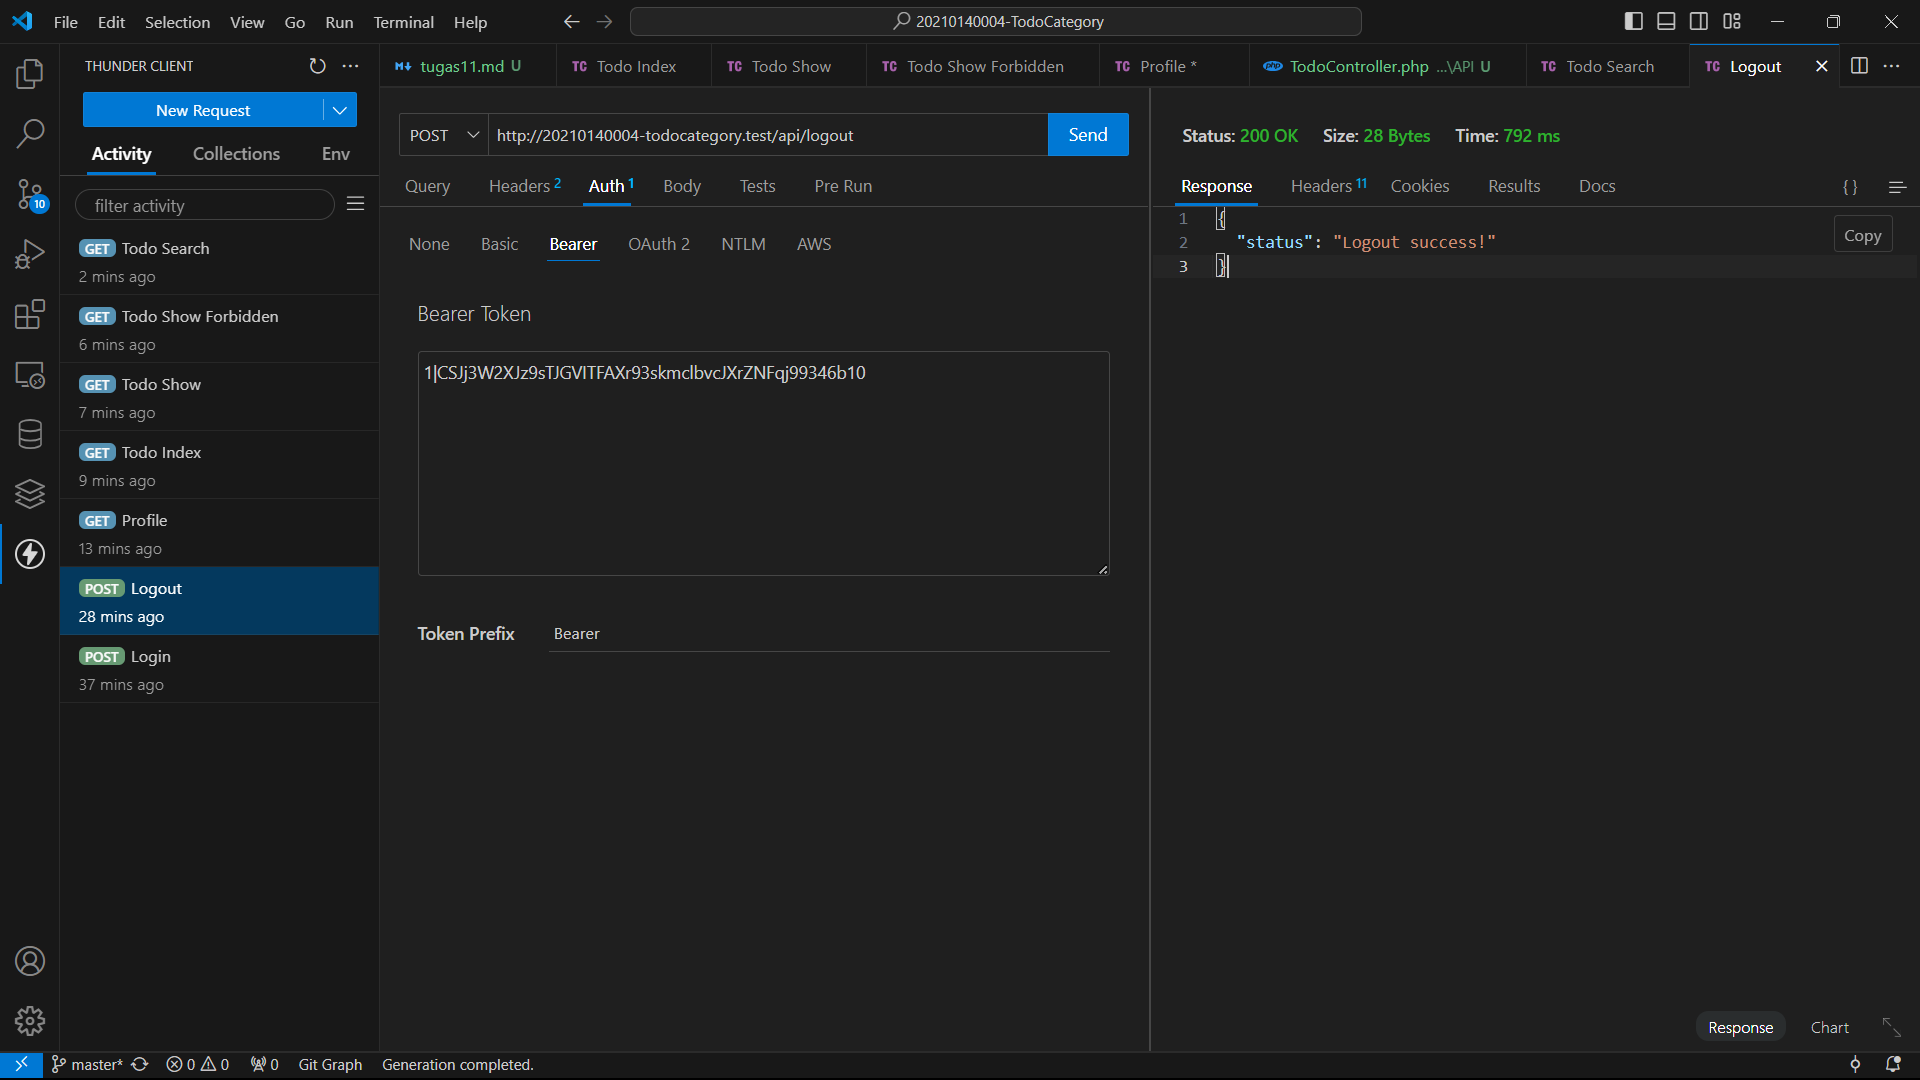 File Edit Selection View Go Run Terminal Help
20210140004-TodoCategory
THUNDER CLIENT
New Request
Activity Collections Env
filter activity
GET Todo Search
2 mins ago
GET Todo Show Forbidden
6 mins ago
GET Todo Show
7 mins ago
GET Todo Index
9 mins ago
GET Profile
13 mins ago
POST Logout
28 mins ago
POST Login
37 mins ago
10
tugas11.md U
TC Todo Index
TC Todo Show
TC Todo Show Forbidden
TC Profile *
php TodoController.php ...\API U
TC Todo Search
TC Logout
POST http://20210140004-todocategory.test/api/logout Send
Query Headers 2 Auth 1 Body Tests Pre Run
None Basic Bearer OAuth 2 NTLM AWS
Bearer Token
1|CSJj3W2XJz9sTJGVITFAXr93skmclbvcJXrZNFqj99346b10
Token Prefix Bearer
Status: 200 OK Size: 28 Bytes Time: 792 ms
Response Headers 11 Cookies Results Docs { }
Copy
1 {
2 "status": "Logout success!"
3 }
Response Chart
master* 0 0 0 Git Graph Generation completed.